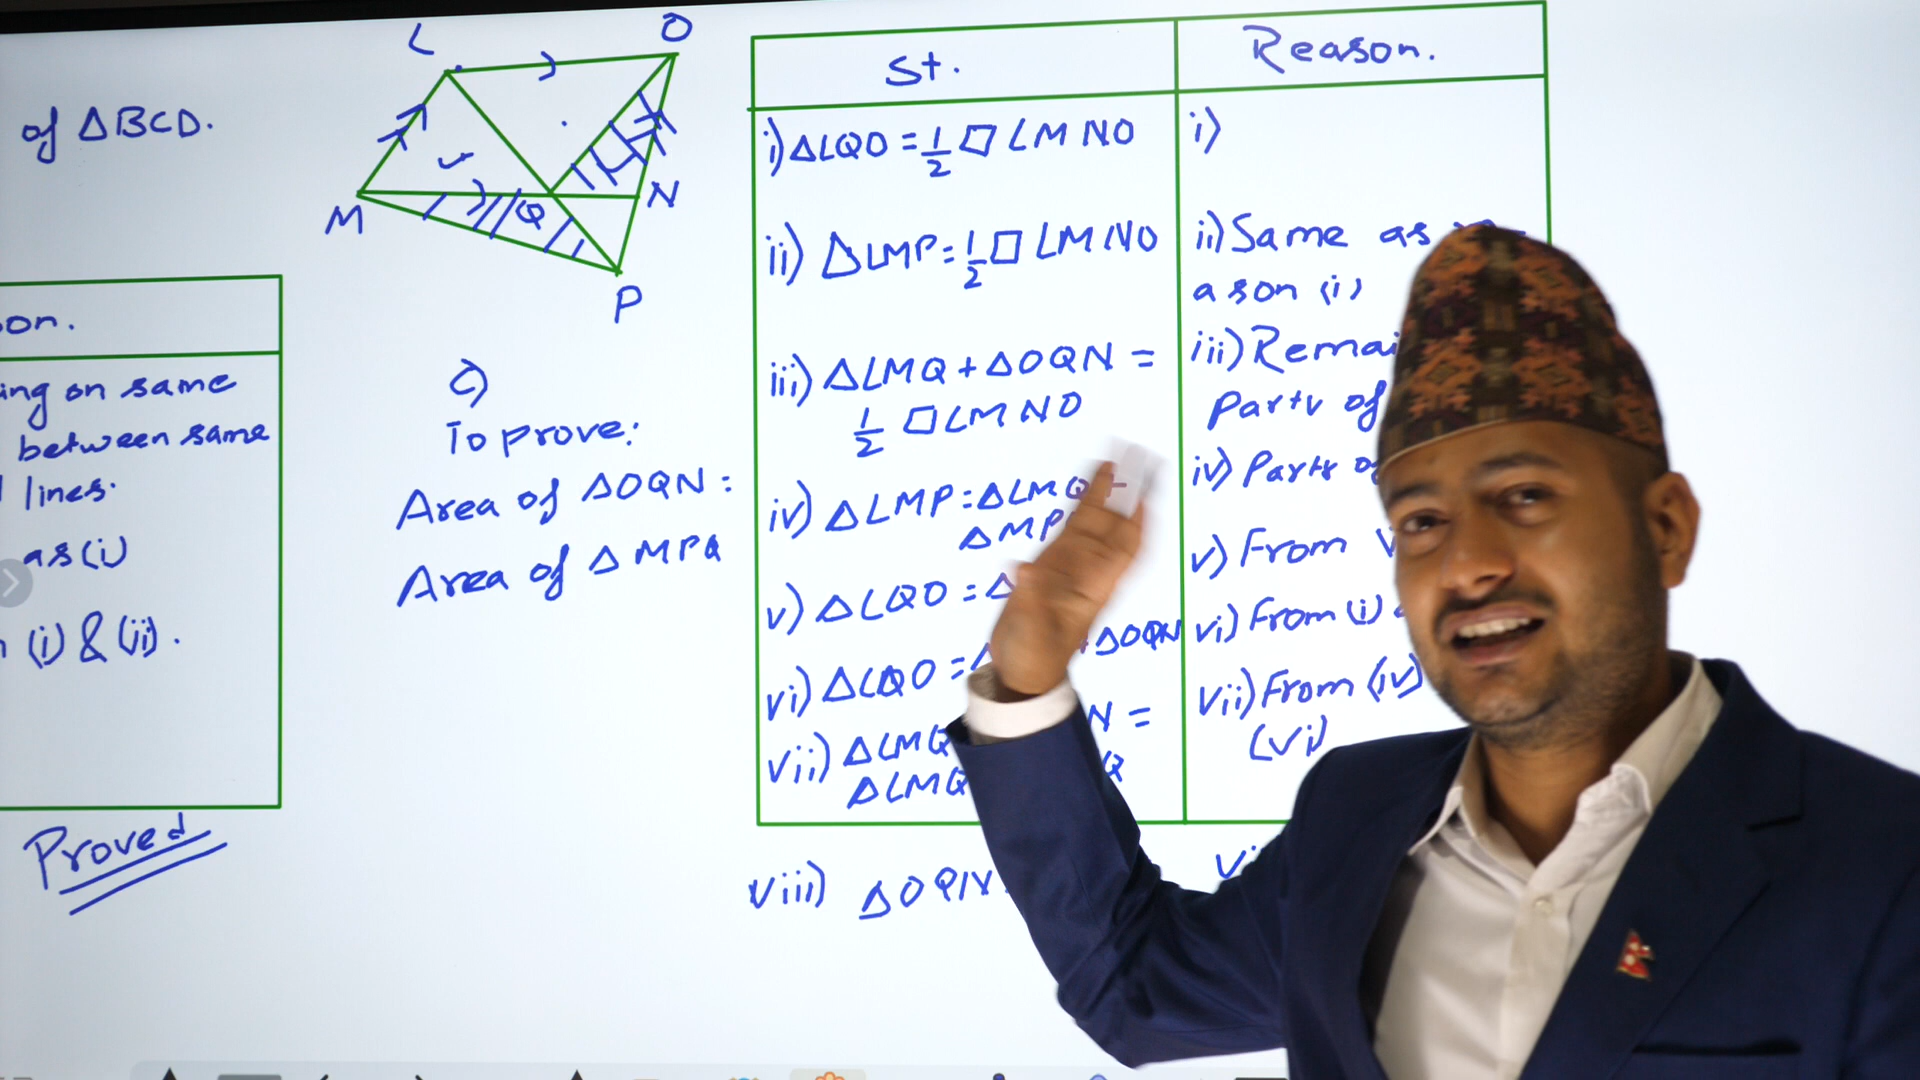 of ΔBCD.
on.
ing on same
between same
lines.
as (i)
(i) & (ii).
Proved
L
O
M
Q
N
P
c)
To prove:
Area of ΔOQN =
Area of Δ MPQ
St.
Reason.
i) ΔLQO = 1/2 ▱ LMNO
i)
ii) ΔLMP = 1/2 ▱ LMNO
ii) Same as
ason (i)
iii) ΔLMQ + ΔOQN =
1/2 ▱ LMNO
iii) Remai
Parts of
iv) ΔLMP = ΔLMQ +
ΔMP
iv) Parts o
v) ΔLQO = Δ
v) From
vi) ΔLQO = ΔOQN
vi) From (i)
vii) ΔLMQ N =
ΔLMQ Q
vii) From (iv)
(vi)
viii) ΔOQN
vi